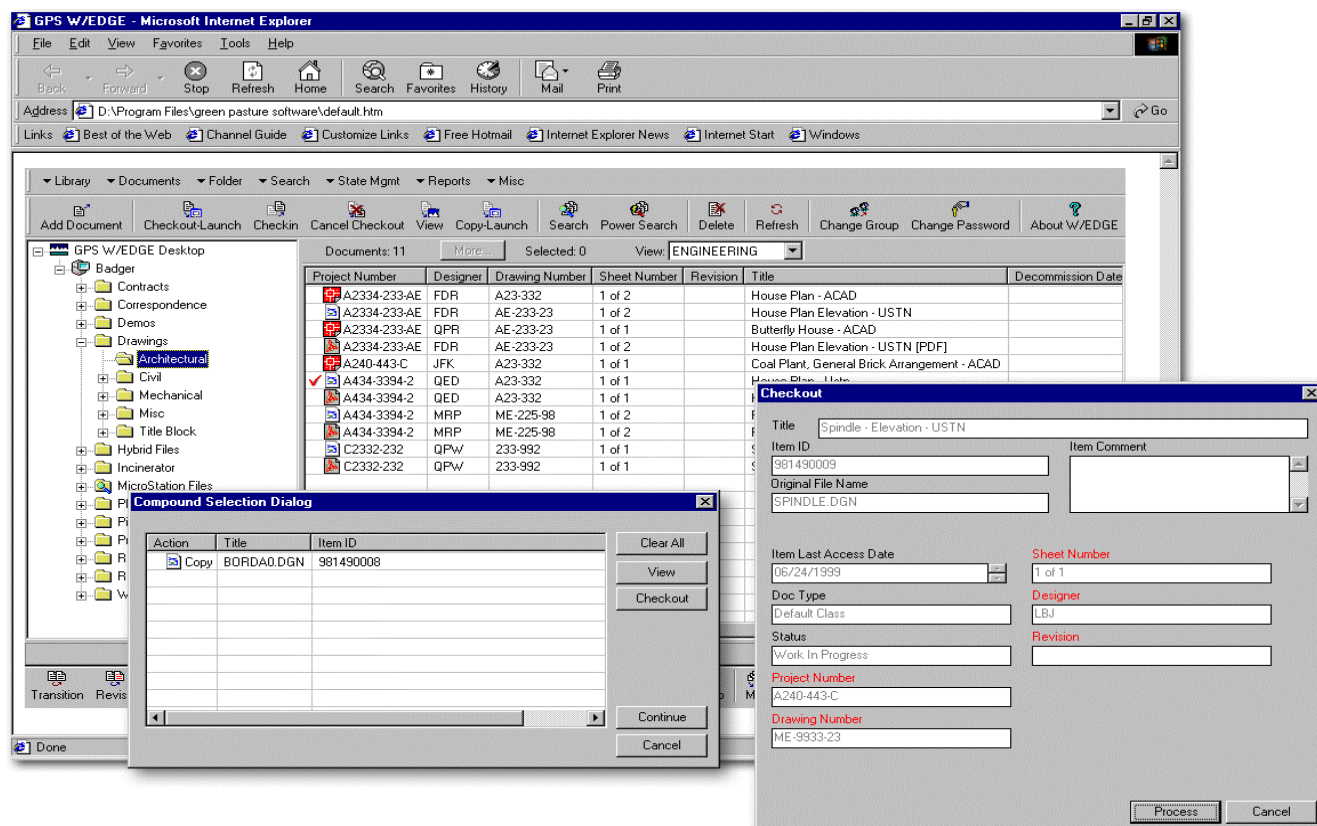 GPS W/EDGE - Microsoft Internet Explorer
File Edit View Favorites Tools Help
Back Forward Stop Refresh Home Search Favorites History Mail Print
Address D:\Program Files\green pasture software\default.htm Go
Links Best of the Web Channel Guide Customize Links Free Hotmail Internet Explorer News Internet Start Windows
Library Documents Folder Search State Mgmt Reports Misc
Add Document Checkout-Launch Checkin Cancel Checkout View Copy-Launch Search Power Search Delete Refresh Change Group Change Password About W/EDGE
GPS W/EDGE Desktop
Badger
Contracts
Correspondence
Demos
Drawings
Architectural
Civil
Mechanical
Misc
Title Block
Hybrid Files
Incinerator
MicroStation Files
Pl
Pi
R
R
W
Documents: 11 More... Selected: 0 View: ENGINEERING
Project Number Designer Drawing Number Sheet Number Revision Title Decommission Date
A2334-233-AE FDR A23-332 1 of 2 House Plan - ACAD
A2334-233-AE FDR AE-233-23 1 of 2 House Plan Elevation - USTN
A2334-233-AE QPR AE-233-23 1 of 1 Butterfly House - ACAD
A2334-233-AE FDR AE-233-23 1 of 2 House Plan Elevation - USTN [PDF]
A240-443-C JFK A23-332 1 of 1 Coal Plant, General Brick Arrangement - ACAD
A434-3394-2 QED A23-332 1 of 1 House Plan - Ustn
A434-3394-2 QED A23-332 1 of 1
A434-3394-2 MRP ME-225-98 1 of 2
A434-3394-2 MRP ME-225-98 1 of 2
C2332-232 QPW 233-992 1 of 1
C2332-232 QPW 233-992 1 of 1
Transition Revis
Done
Compound Selection Dialog
Action Title Item ID
Copy BORDA0.DGN 981490008
Clear All
View
Checkout
Continue
Cancel
Checkout
Title Spindle - Elevation - USTN
Item ID Item Comment
981490009
Original File Name
SPINDLE.DGN
Item Last Access Date Sheet Number
06/24/1999 1 of 1
Doc Type Designer
Default Class LBJ
Status Revision
Work In Progress
Project Number
A240-443-C
Drawing Number
ME-9933-23
Process Cancel